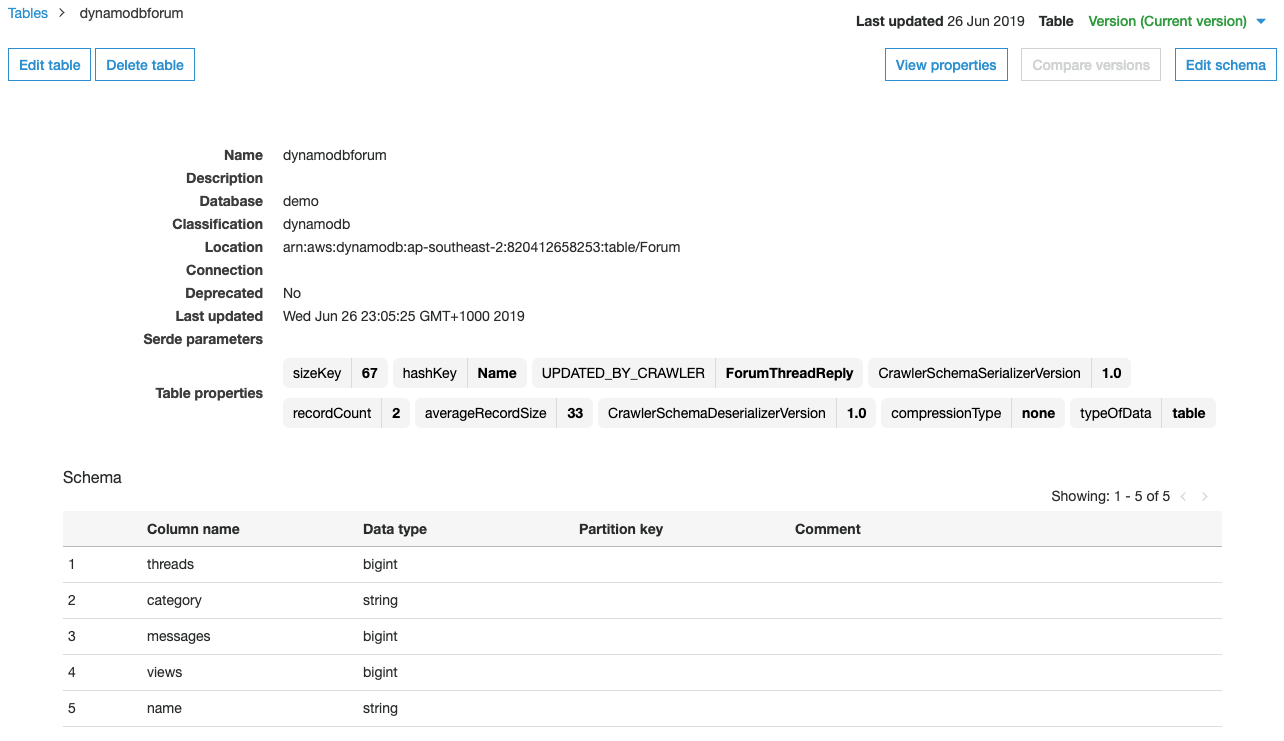 Tables > dynamodbforum
Last updated 26 Jun 2019 Table Version (Current version)
Edit table Delete table View properties Compare versions Edit schema
Name dynamodbforum
Description
Database demo
Classification dynamodb
Location arn:aws:dynamodb:ap-southeast-2:820412658253:table/Forum
Connection
Deprecated No
Last updated Wed Jun 26 23:05:25 GMT+1000 2019
Serde parameters
Table properties
sizeKey 67 hashKey Name UPDATED_BY_CRAWLER ForumThreadReply CrawlerSchemaSerializerVersion 1.0
recordCount 2 averageRecordSize 33 CrawlerSchemaDeserializerVersion 1.0 compressionType none typeOfData table
Schema
Showing: 1 - 5 of 5 < >
Column name Data type Partition key Comment
1 threads bigint
2 category string
3 messages bigint
4 views bigint
5 name string